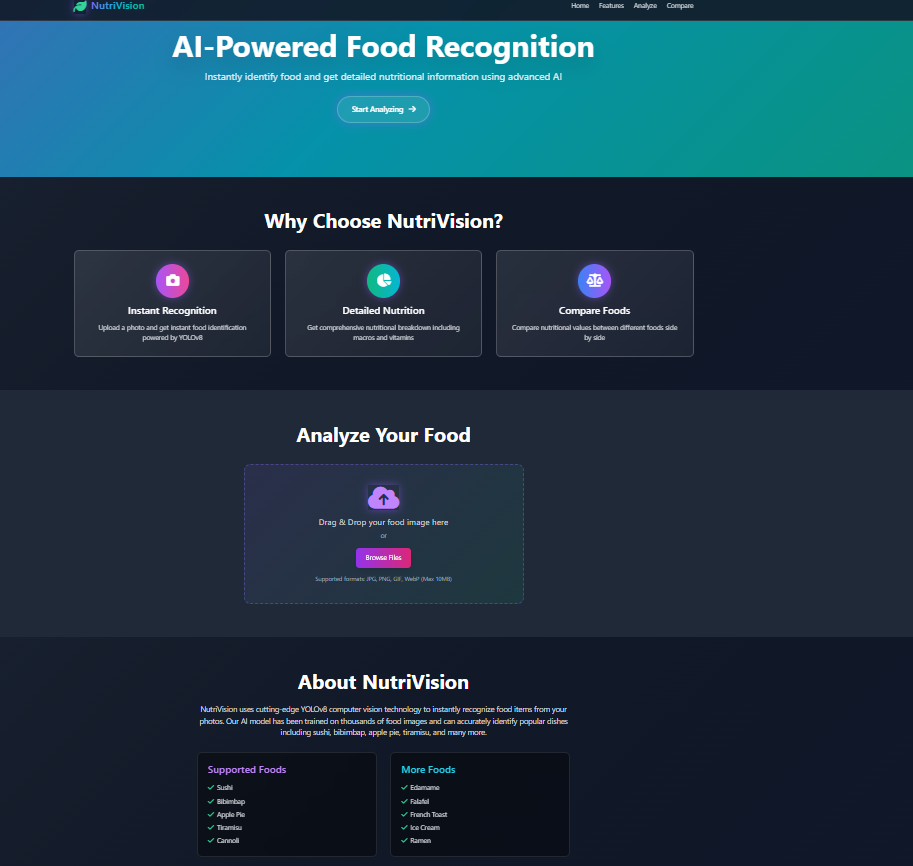 NutriVision
Home Features Analyze Compare
AI-Powered Food Recognition
Instantly identify food and get detailed nutritional information using advanced AI
Start Analyzing
Why Choose NutriVision?
Instant Recognition
Upload a photo and get instant food identification
powered by YOLOv8
Detailed Nutrition
Get comprehensive nutritional breakdown including
macros and vitamins
Compare Foods
Compare nutritional values between different foods side
by side
Analyze Your Food
Drag & Drop your food image here
or
Browse Files
Supported formats: JPG, PNG, GIF, WebP (Max 10MB)
About NutriVision
NutriVision uses cutting-edge YOLOv8 computer vision technology to instantly recognize food items from your
photos. Our AI model has been trained on thousands of food images and can accurately identify popular dishes
including sushi, bibimbap, apple pie, tiramisu, and many more.
Supported Foods
Sushi
Bibimbap
Apple Pie
Tiramisu
Cannoli
More Foods
Edamame
Falafel
French Toast
Ice Cream
Ramen